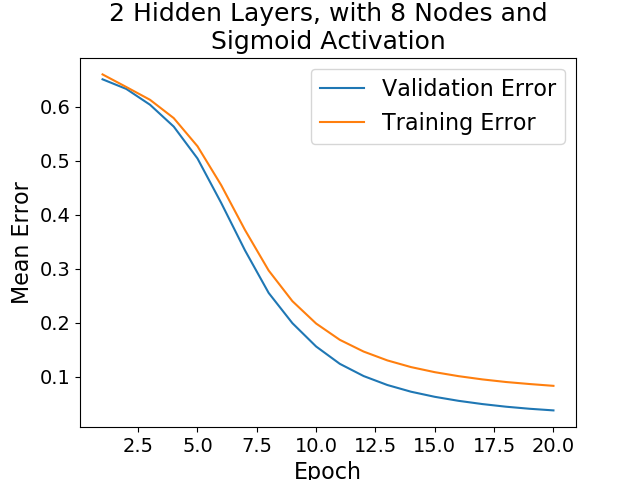 2 Hidden Layers, with 8 Nodes and
Sigmoid Activation
Validation Error
Training Error
Mean Error
0.6
0.5
0.4
0.3
0.2
0.1
2.5 5.0 7.5 10.0 12.5 15.0 17.5 20.0
Epoch